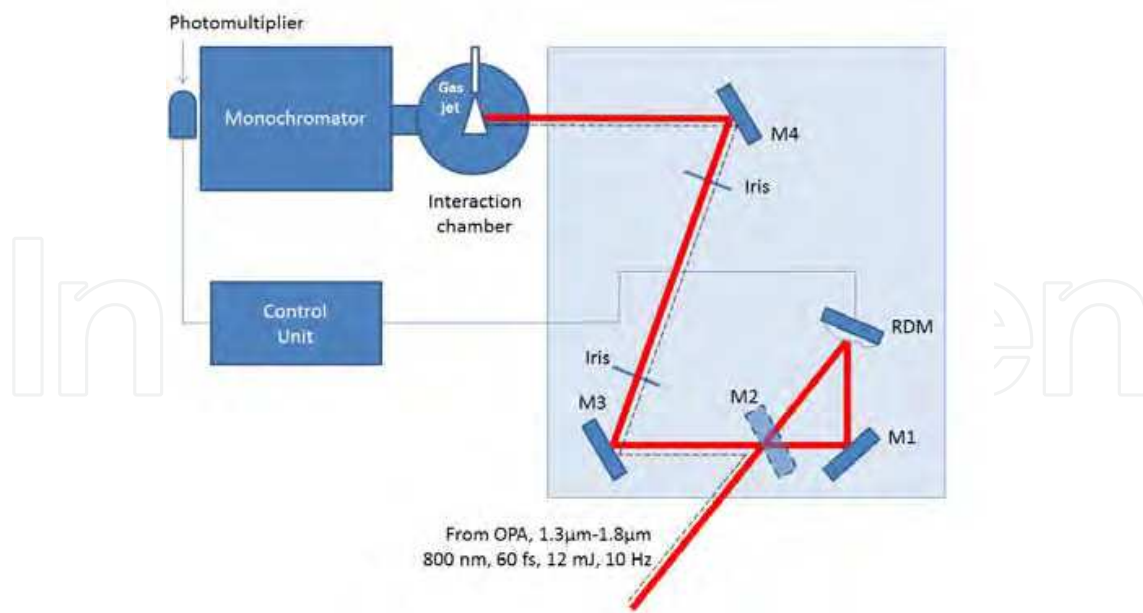 Photomultiplier
Monochromator
Gas
jet
M4
Iris
Interaction
chamber
Control
Unit
RDM
Iris
M2
M3
M1
From OPA, 1.3µm-1.8µm
800 nm, 60 fs, 12 mJ, 10 Hz